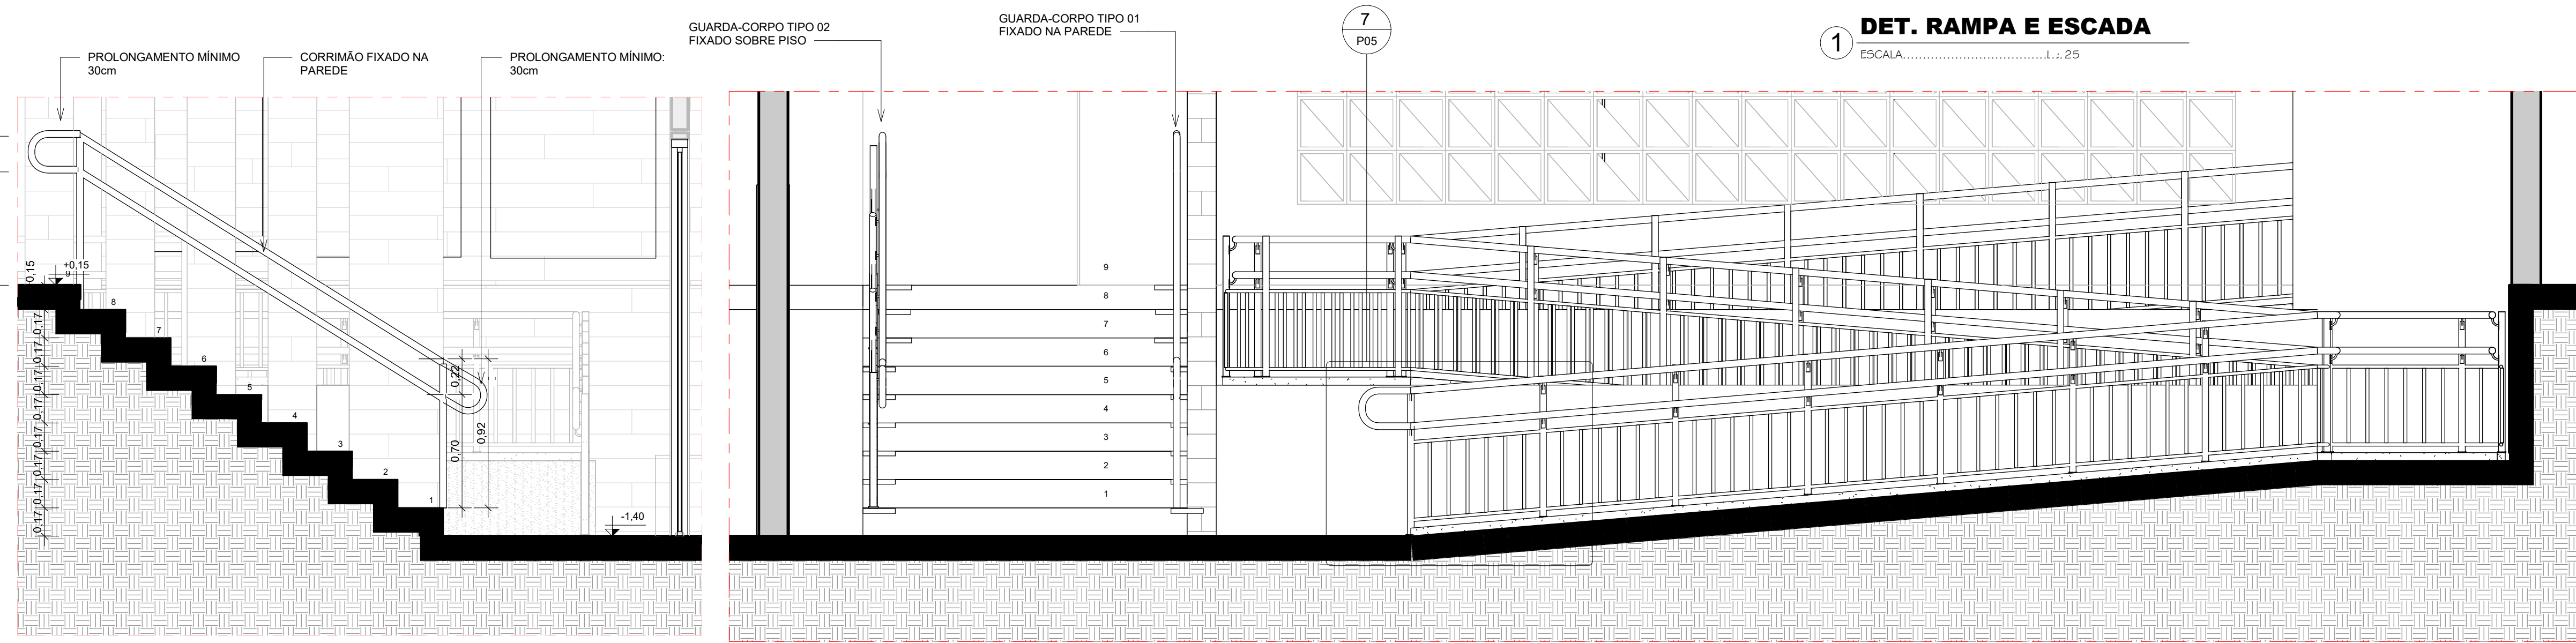 1
DET. RAMPA E ESCADA
ESCALA...................................1 : 25
PROLONGAMENTO MÍNIMO
30cm
CORRIMÃO FIXADO NA
PAREDE
PROLONGAMENTO MÍNIMO:
30cm
GUARDA-CORPO TIPO 02
FIXADO SOBRE PISO
GUARDA-CORPO TIPO 01
FIXADO NA PAREDE
7
P05
0,15
+0,15
9
8
7
6
5
4
3
2
1
0,17
0,17
0,17
0,17
0,17
0,17
0,17
0,17
0,22
0,70
0,92
-1,40
9
8
7
6
5
4
3
2
1